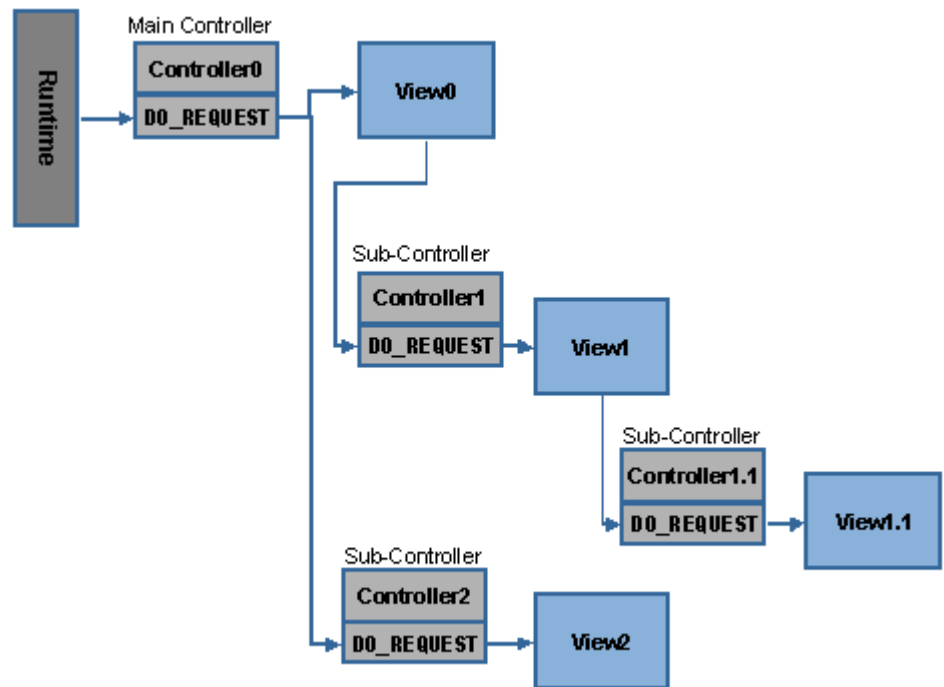 Runtime
Main Controller
Controller0
DO_REQUEST
View0
Sub-Controller
Controller1
DO_REQUEST
View1
Sub-Controller
Controller1.1
DO_REQUEST
View1.1
Sub-Controller
Controller2
DO_REQUEST
View2